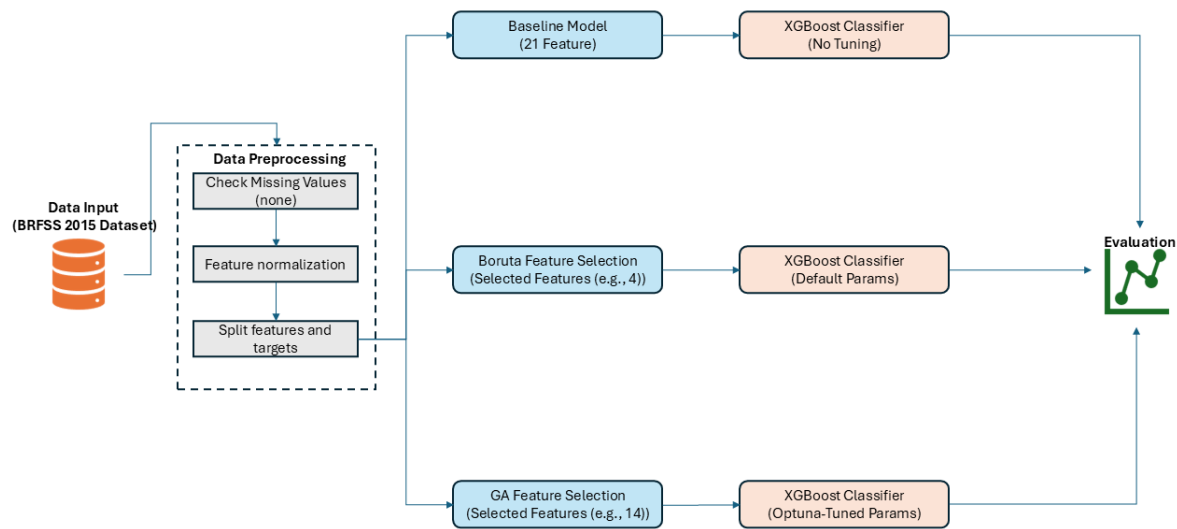 Data Input
(BRFSS 2015 Dataset)
Data Preprocessing
Check Missing Values
(none)
Feature normalization
Split features and
targets
Baseline Model
(21 Feature)
XGBoost Classifier
(No Tuning)
Boruta Feature Selection
(Selected Features (e.g., 4))
XGBoost Classifier
(Default Params)
GA Feature Selection
(Selected Features (e.g., 14))
XGBoost Classifier
(Optuna-Tuned Params)
Evaluation